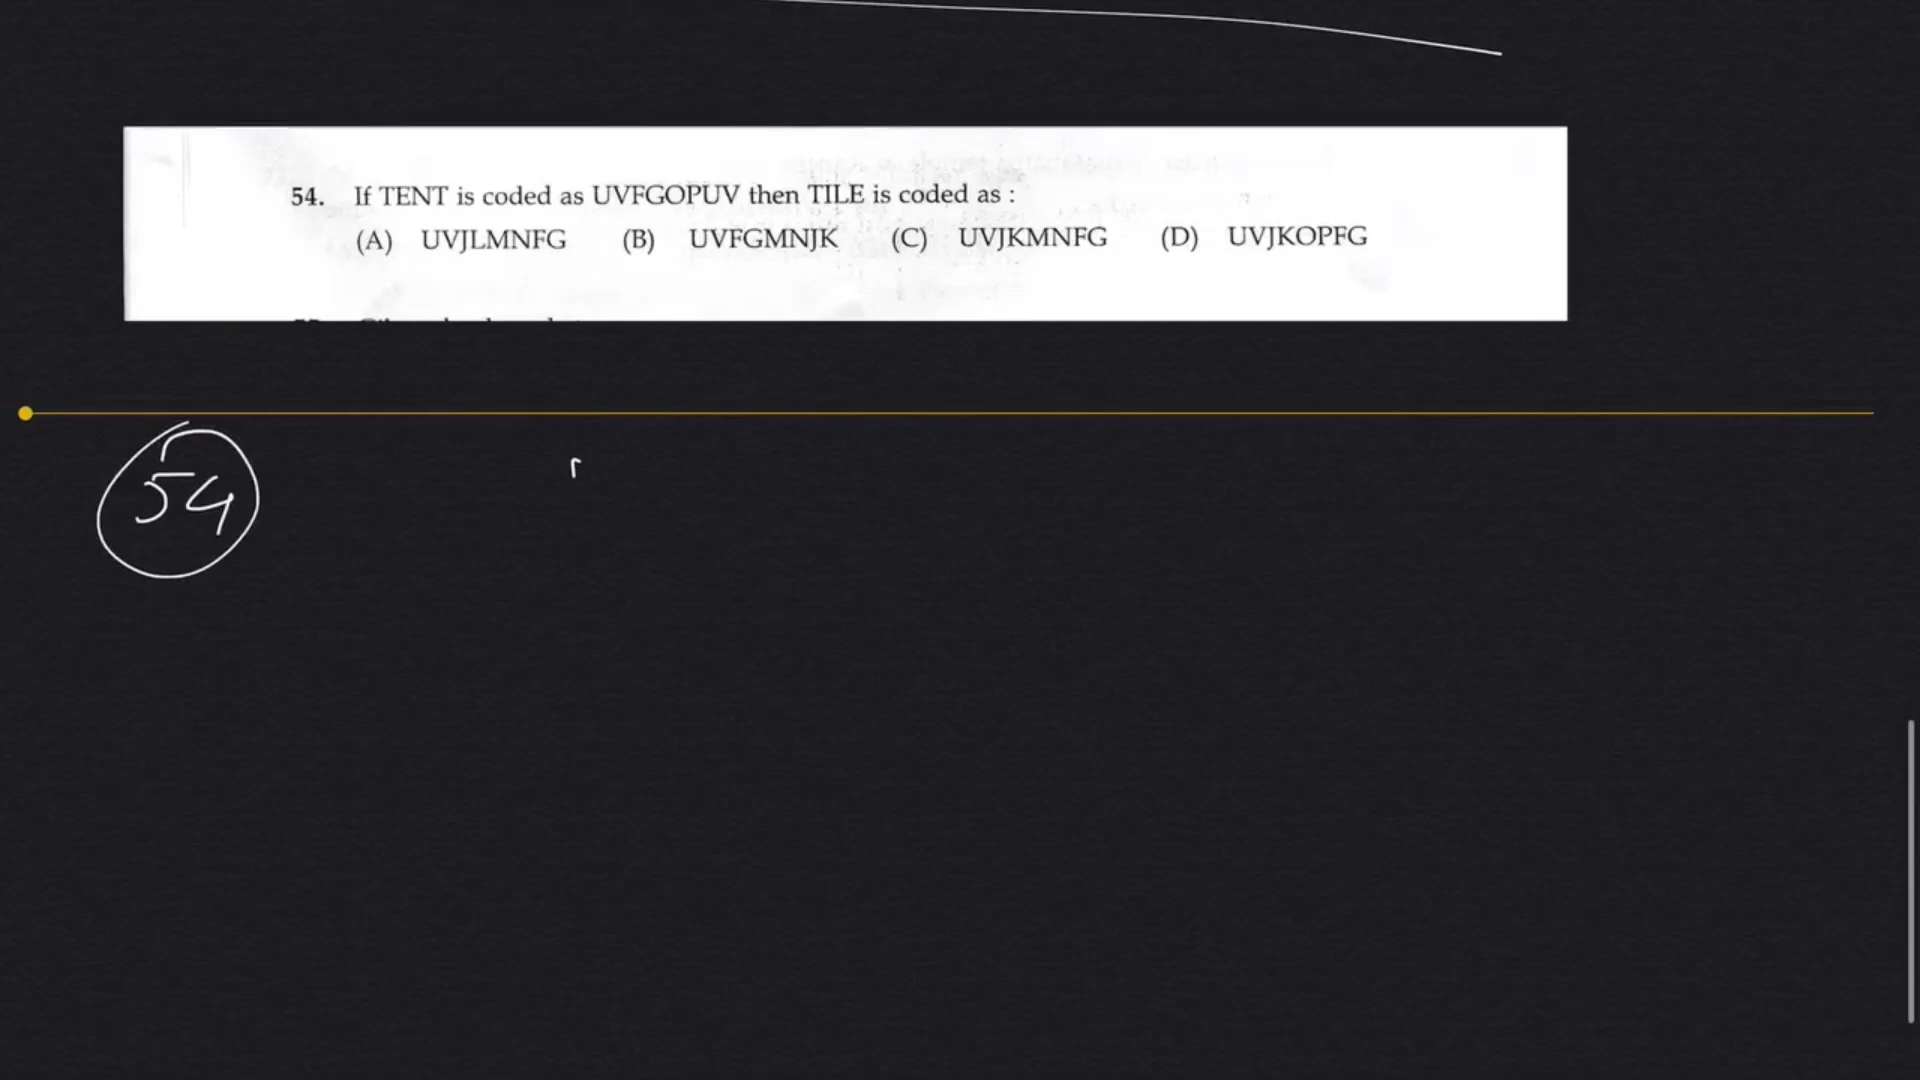 54. If TENT is coded as UVFGOPUV then TILE is coded as :
(A) UVJLMNFG (B) UVFGMNJK (C) UVJKMNFG (D) UVJKOPFG
54